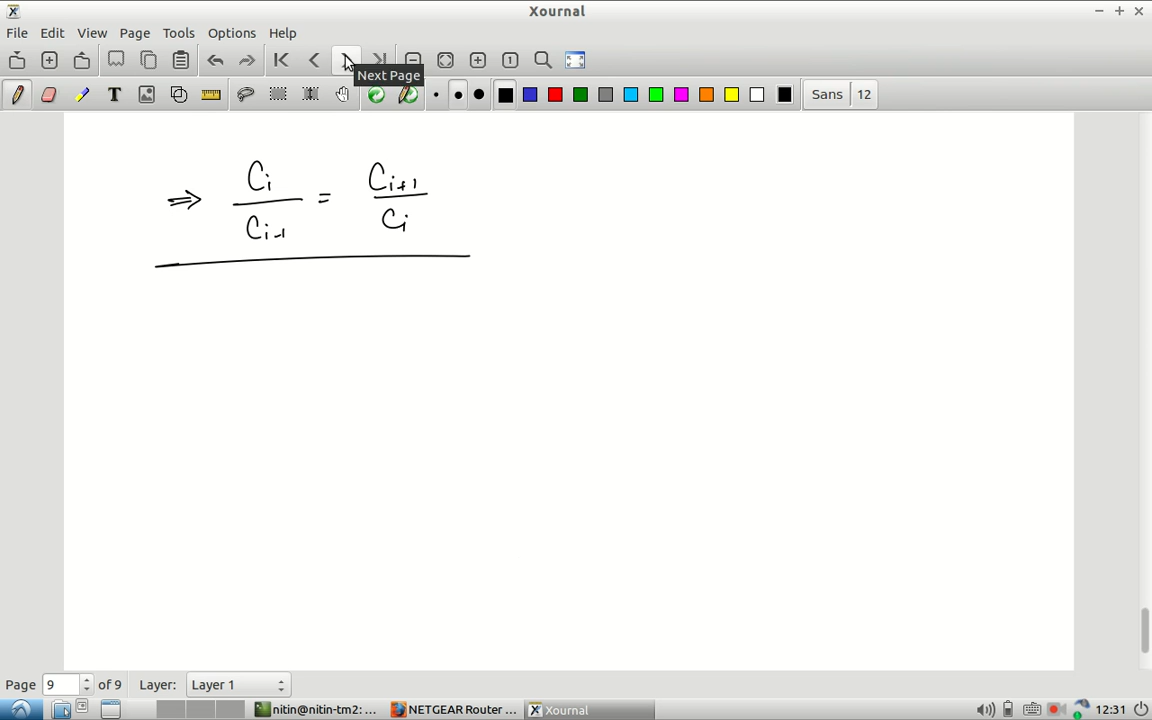 Xournal
File Edit View Page Tools Options Help
Next Page
Sans 12
⇒ Ci / Ci-1 = Ci+1 / Ci
Page 9 of 9 Layer: Layer 1
nitin@nitin-tm2: ... NETGEAR Router ... Xournal 12:31